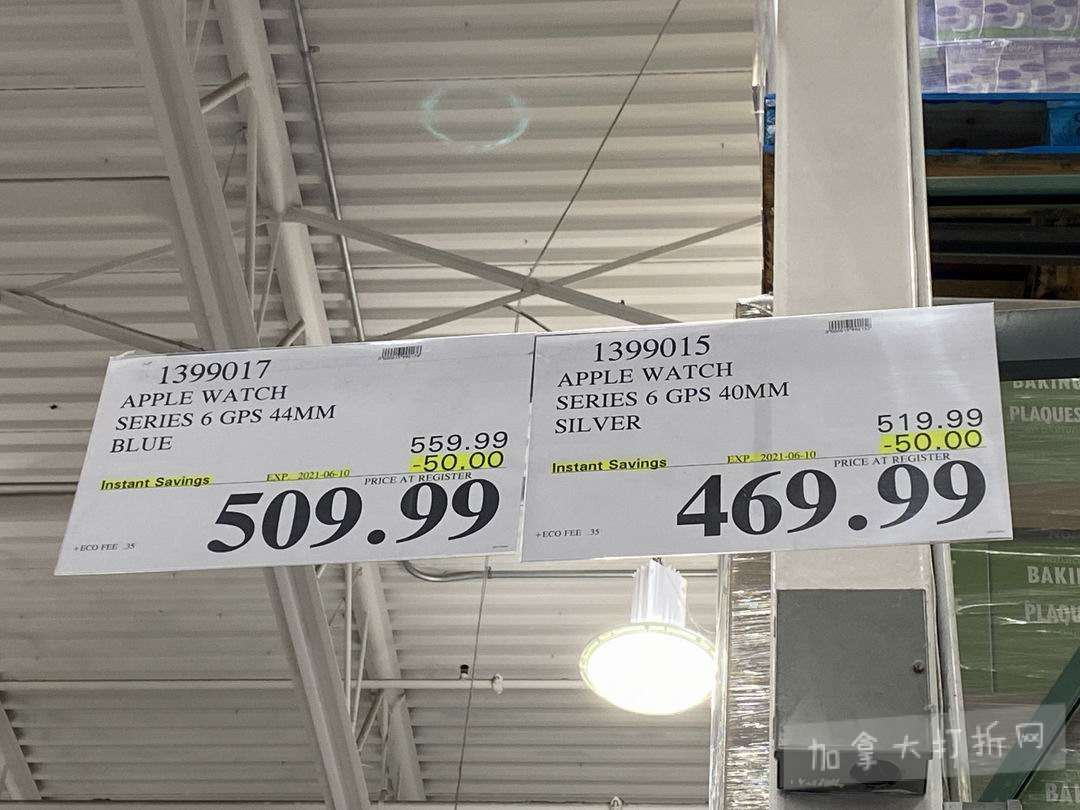 1399017
APPLE WATCH
SERIES 6 GPS 44MM
BLUE
559.99
-50.00
Instant Savings
EXP 2021-06-10
PRICE AT REGISTER
509.99
+ECO FEE .35
1399015
APPLE WATCH
SERIES 6 GPS 40MM
SILVER
519.99
-50.00
Instant Savings
EXP 2021-06-10
PRICE AT REGISTER
469.99
+ECO FEE .35
BAKING
PLAQUES
BAKI
PLAQU
BA
加拿大打折网